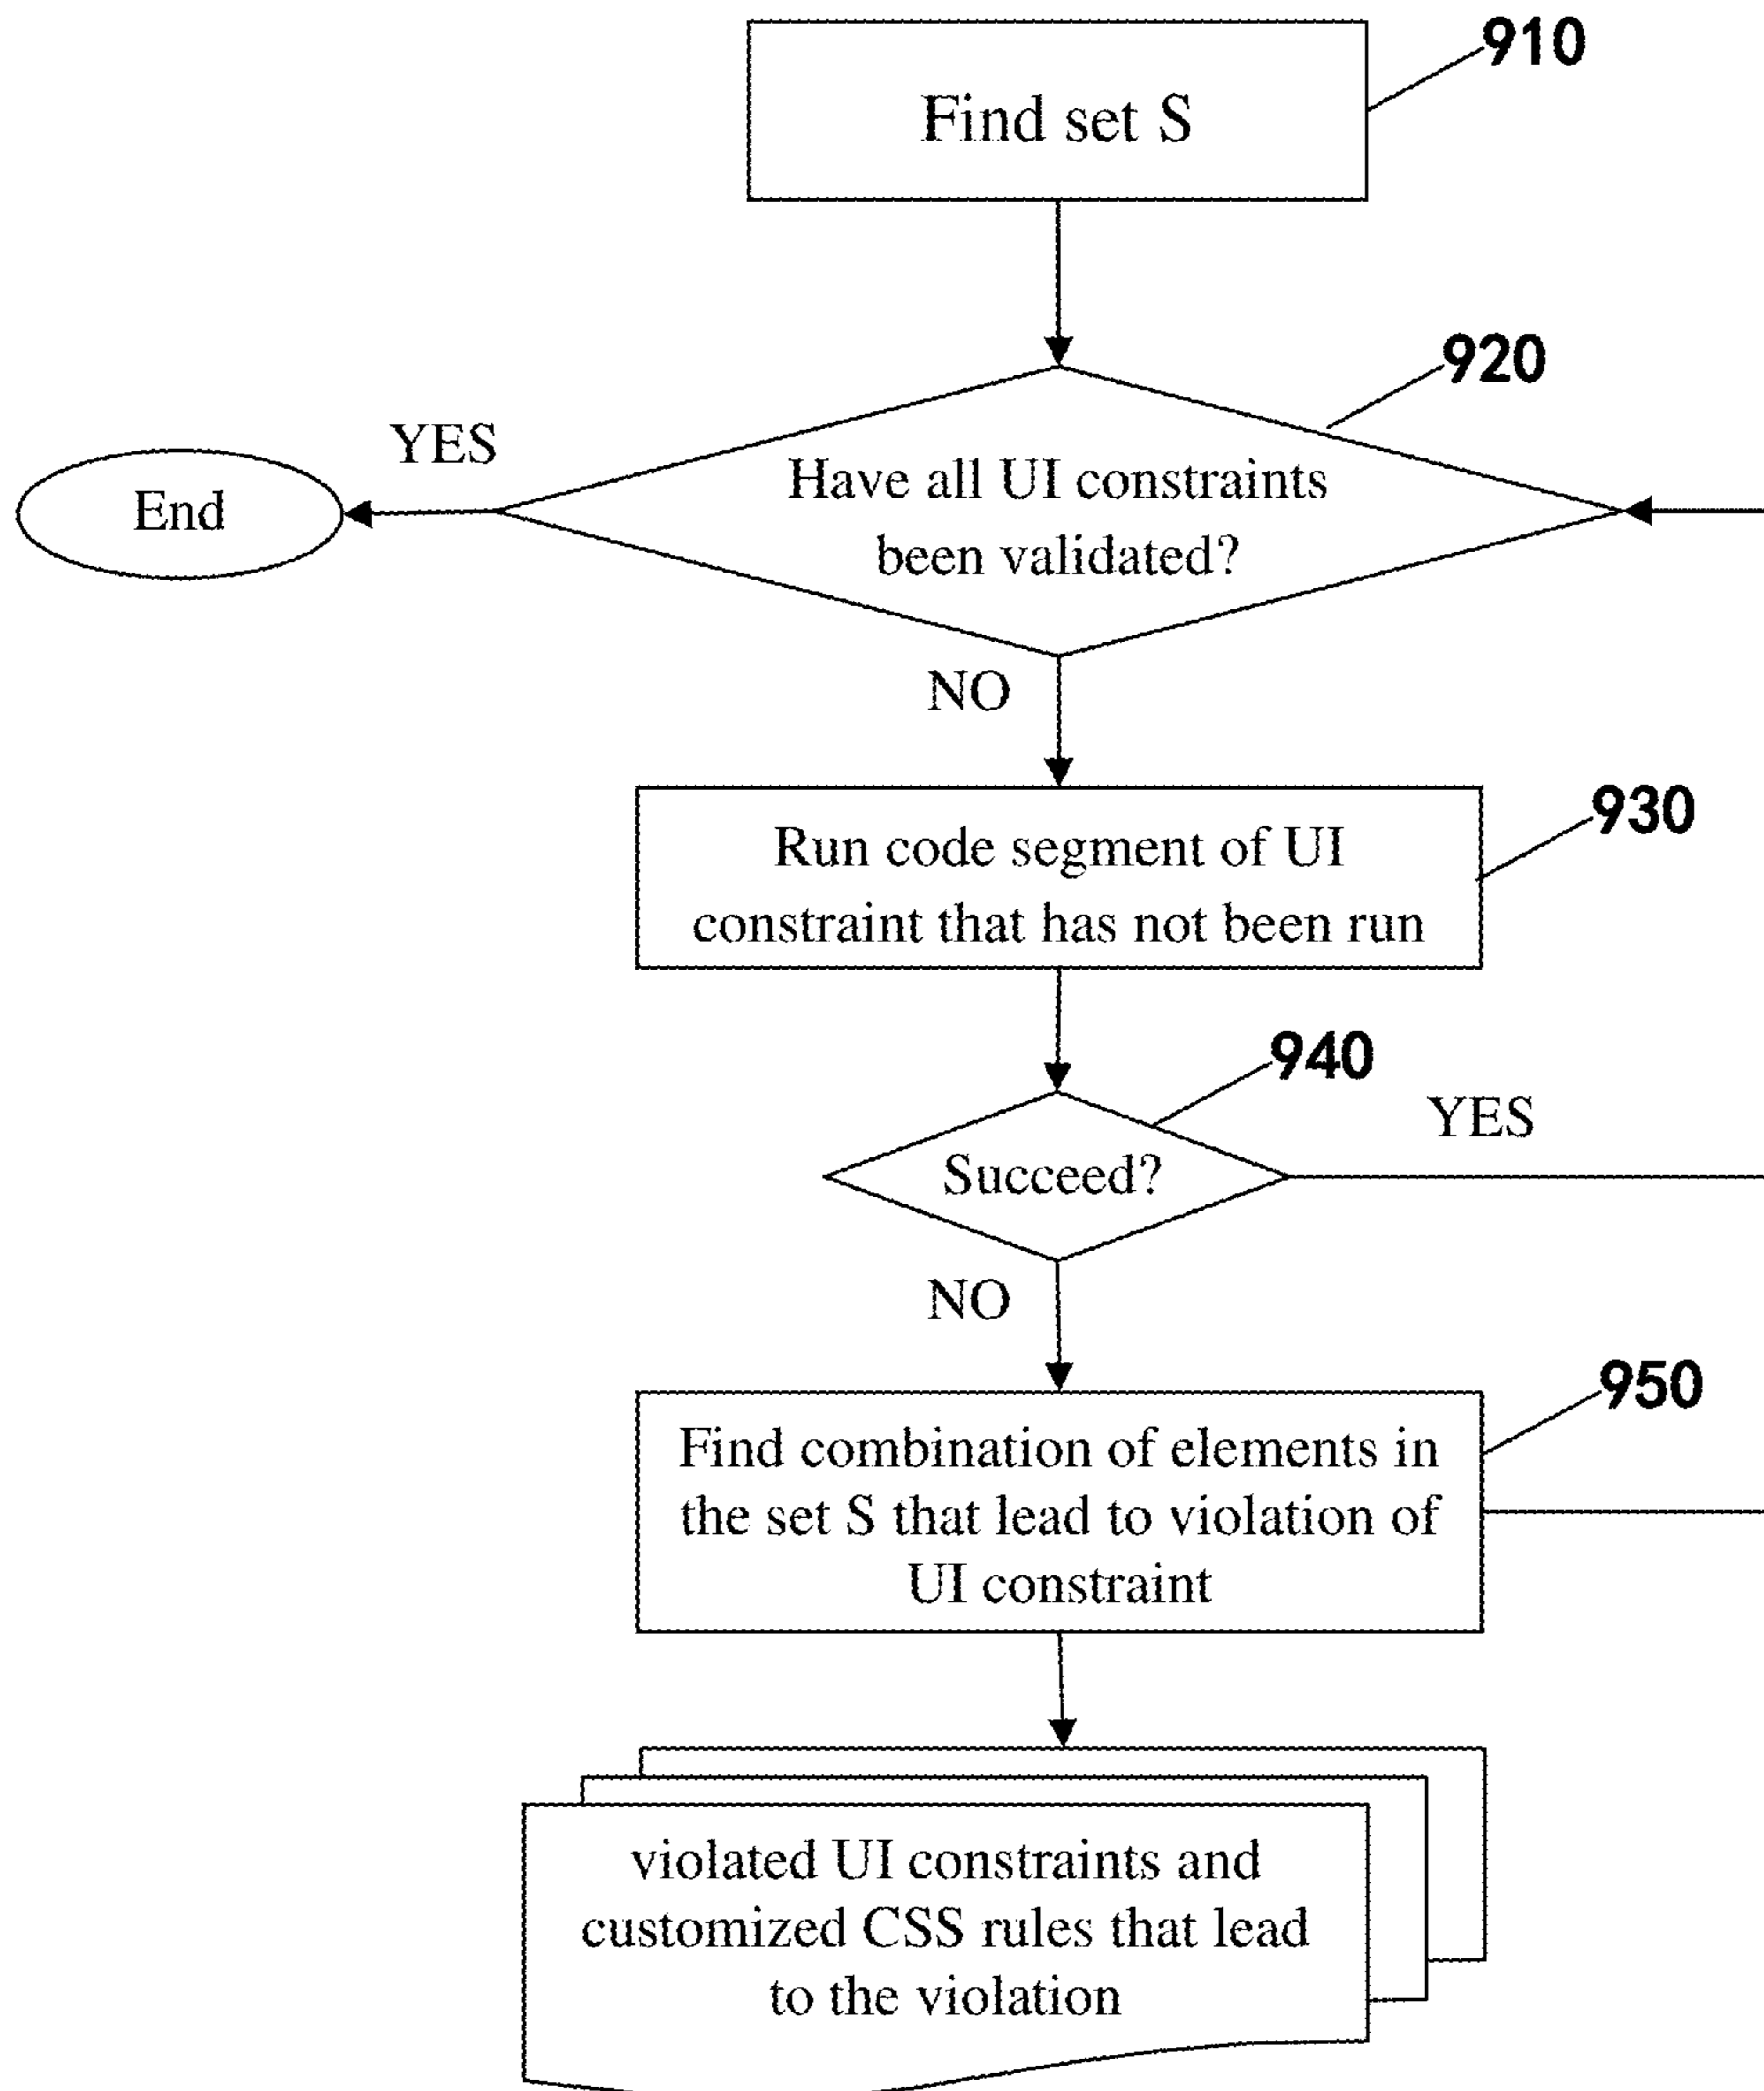 910
Find set S
920
YES
End
Have all UI constraints
been validated?
NO
930
Run code segment of UI
constraint that has not been run
940
YES
Succeed?
NO
950
Find combination of elements in
the set S that lead to violation of
UI constraint
violated UI constraints and
customized CSS rules that lead
to the violation